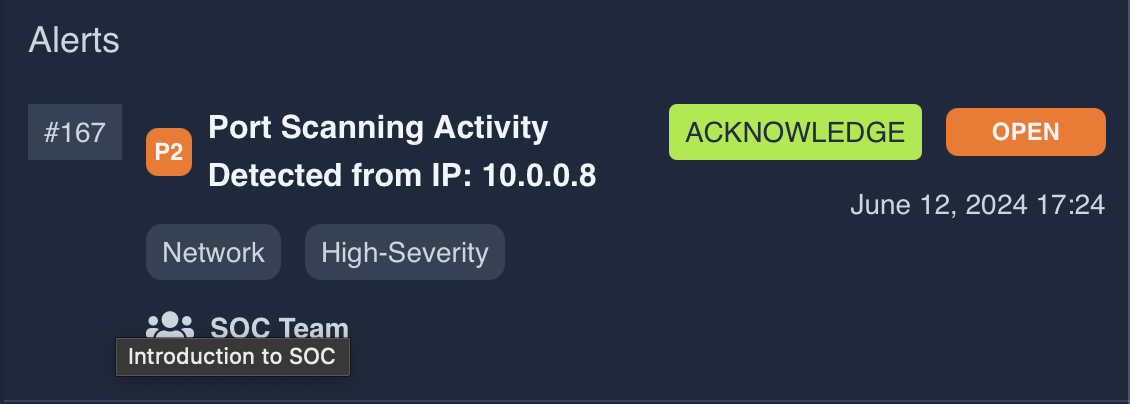 Alerts
#167
P2
Port Scanning Activity
Detected from IP: 10.0.0.8
ACKNOWLEDGE
OPEN
June 12, 2024 17:24
Network
High-Severity
SOC Team
Introduction to SOC